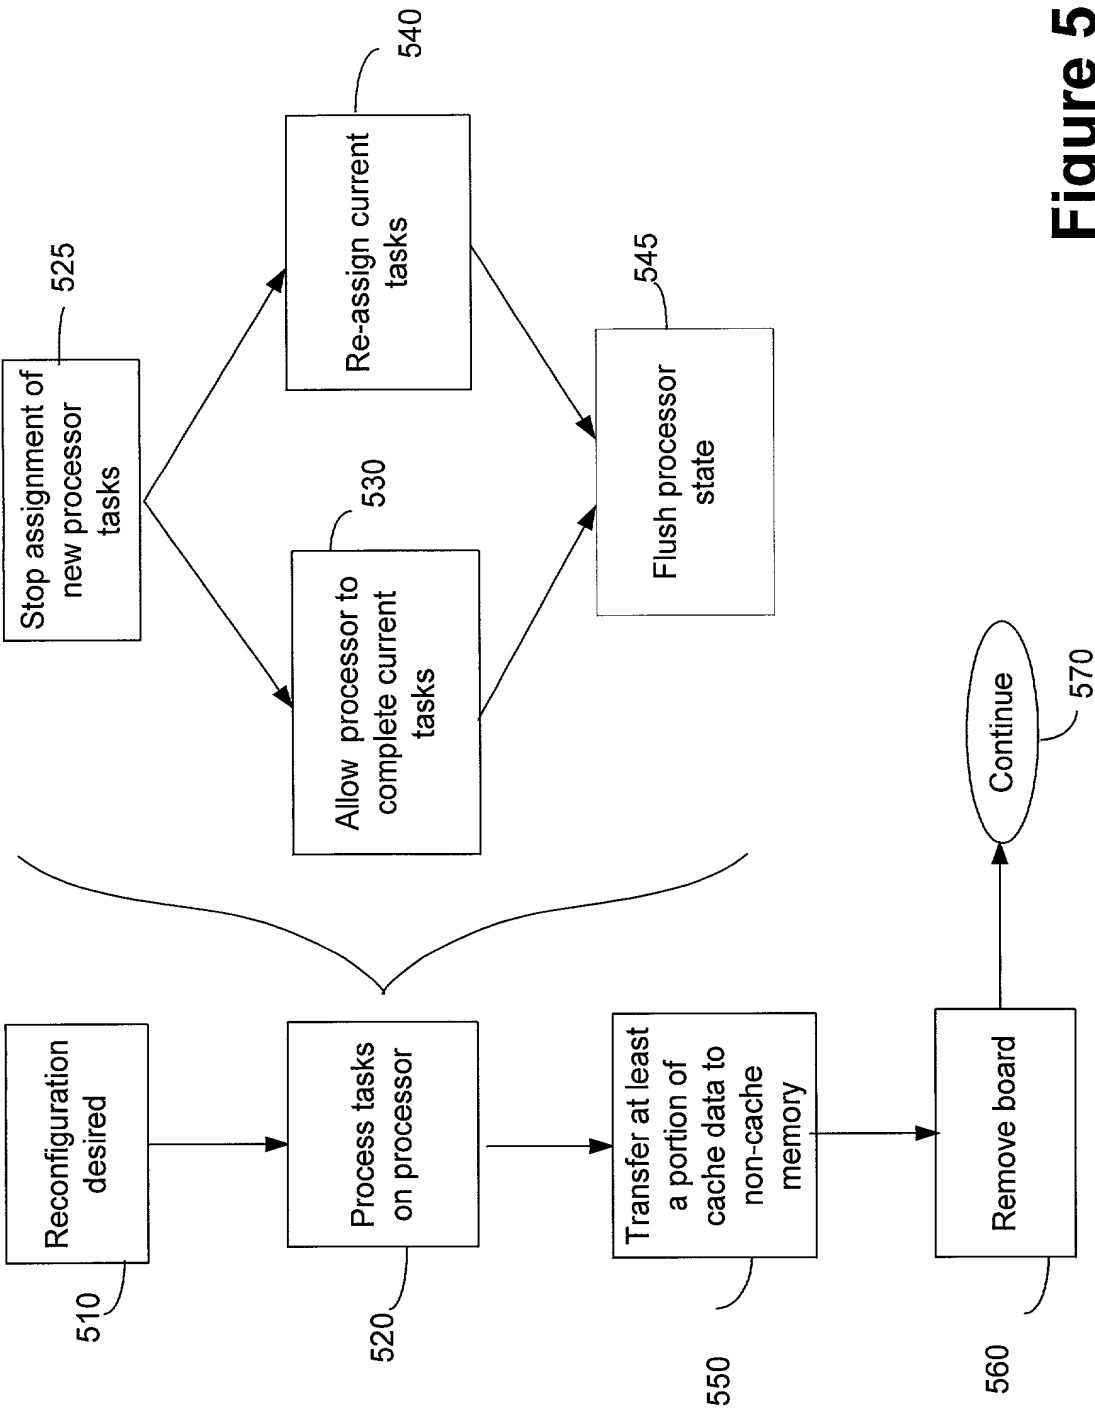 510
Reconfiguration
desired
520
Process tasks
on processor
550
Transfer at least
a portion of
cache data to
non-cache
memory
560
Remove board
Continue
570
Stop assignment of
new processor
tasks
525
Allow processor to
complete current
tasks
530
Re-assign current
tasks
540
Flush processor
state
545
Figure 5